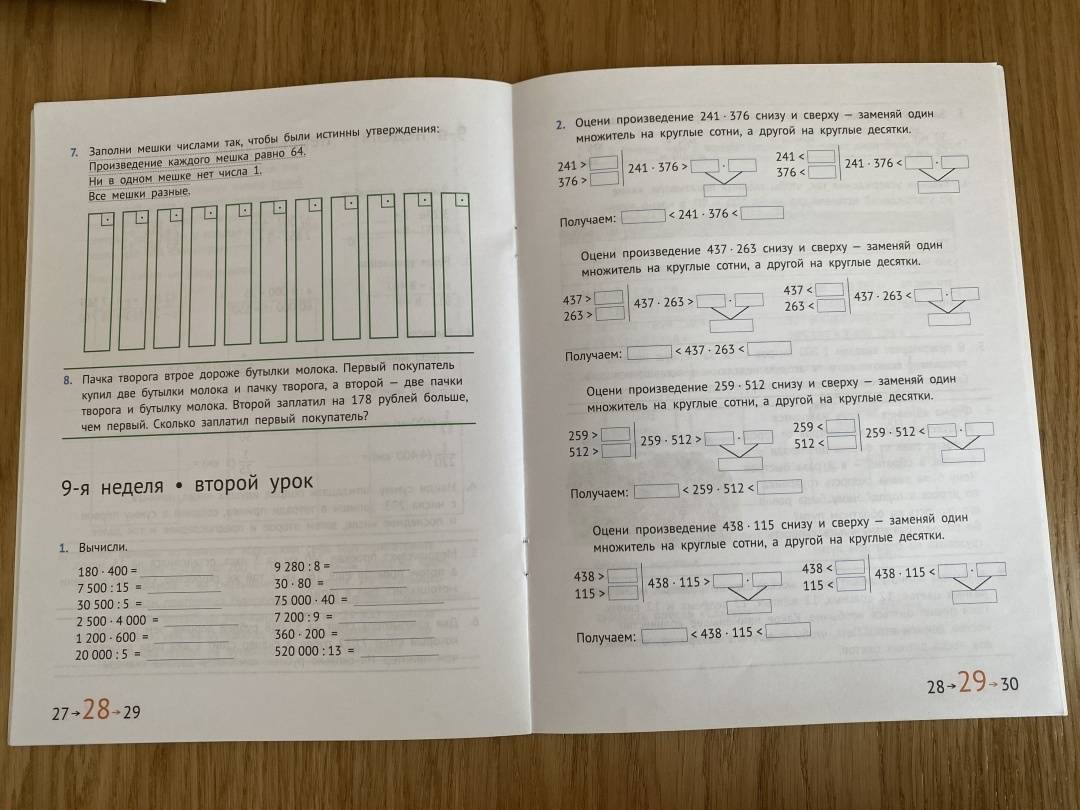 7. Заполни мешки числами так, чтобы были истинны утверждения:
Произведение каждого мешка равно 64.
Ни в одном мешке нет числа 1.
Все мешки разные.
8. Пачка творога втрое дороже бутылки молока. Первый покупатель
купил две бутылки молока и пачку творога, а второй — две пачки
творога и бутылку молока. Второй заплатил на 178 рублей больше,
чем первый. Сколько заплатил первый покупатель?
9-я неделя • второй урок
1. Вычисли.
180 · 400 =
7 500 : 15 =
30 500 : 5 =
2 500 · 4 000 =
1 200 · 600 =
20 000 : 5 =
9 280 : 8 =
30 · 80 =
75 000 · 40 =
7 200 : 9 =
360 · 200 =
520 000 : 13 =
27→28→29
2. Оцени произведение 241 · 376 снизу и сверху — заменяй один
множитель на круглые сотни, а другой на круглые десятки.
241 > 241 · 376 > · 241 < 241 · 376 < ·
376 > 376 <
Получаем: < 241 · 376 <
Оцени произведение 437 · 263 снизу и сверху — заменяй один
множитель на круглые сотни, а другой на круглые десятки.
437 > 437 · 263 > · 437 < 437 · 263 < ·
263 > 263 <
Получаем: < 437 · 263 <
Оцени произведение 259 · 512 снизу и сверху — заменяй один
множитель на круглые сотни, а другой на круглые десятки.
259 > 259 · 512 > · 259 < 259 · 512 < ·
512 > 512 <
Получаем: < 259 · 512 <
Оцени произведение 438 · 115 снизу и сверху — заменяй один
множитель на круглые сотни, а другой на круглые десятки.
438 > 438 · 115 > · 438 < 438 · 115 < ·
115 > 115 <
Получаем: < 438 · 115 <
28→29→30